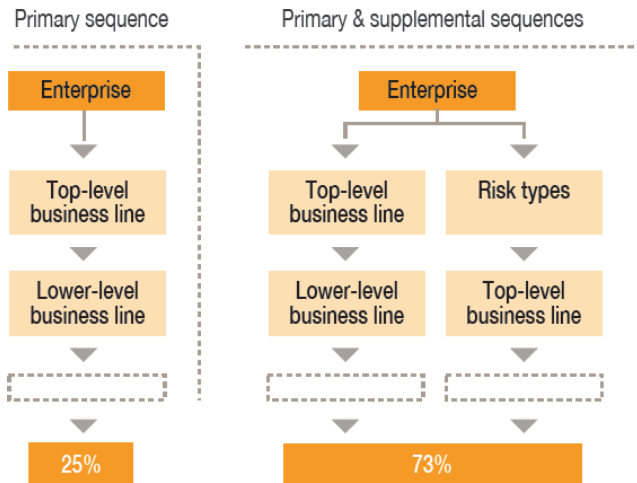 Primary sequence
Enterprise
Top-level
business line
Lower-level
business line
25%
Primary & supplemental sequences
Enterprise
Top-level
business line
Risk types
Lower-level
business line
Top-level
business line
73%